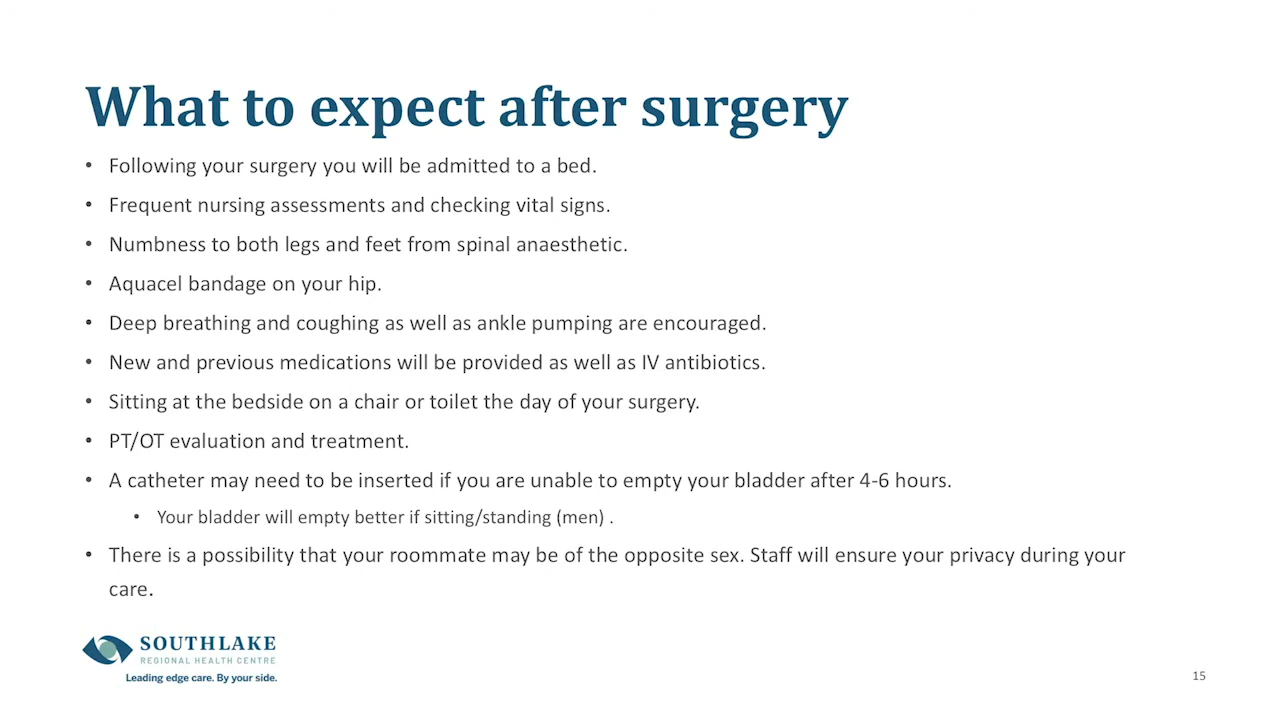 What to expect after surgery
• Following your surgery you will be admitted to a bed.
• Frequent nursing assessments and checking vital signs.
• Numbness to both legs and feet from spinal anaesthetic.
• Aquacel bandage on your hip.
• Deep breathing and coughing as well as ankle pumping are encouraged.
• New and previous medications will be provided as well as IV antibiotics.
• Sitting at the bedside on a chair or toilet the day of your surgery.
• PT/OT evaluation and treatment.
• A catheter may need to be inserted if you are unable to empty your bladder after 4-6 hours.
• Your bladder will empty better if sitting/standing (men) .
• There is a possibility that your roommate may be of the opposite sex. Staff will ensure your privacy during your
care.
SOUTHLAKE
REGIONAL HEALTH CENTRE
Leading edge care. By your side.
15